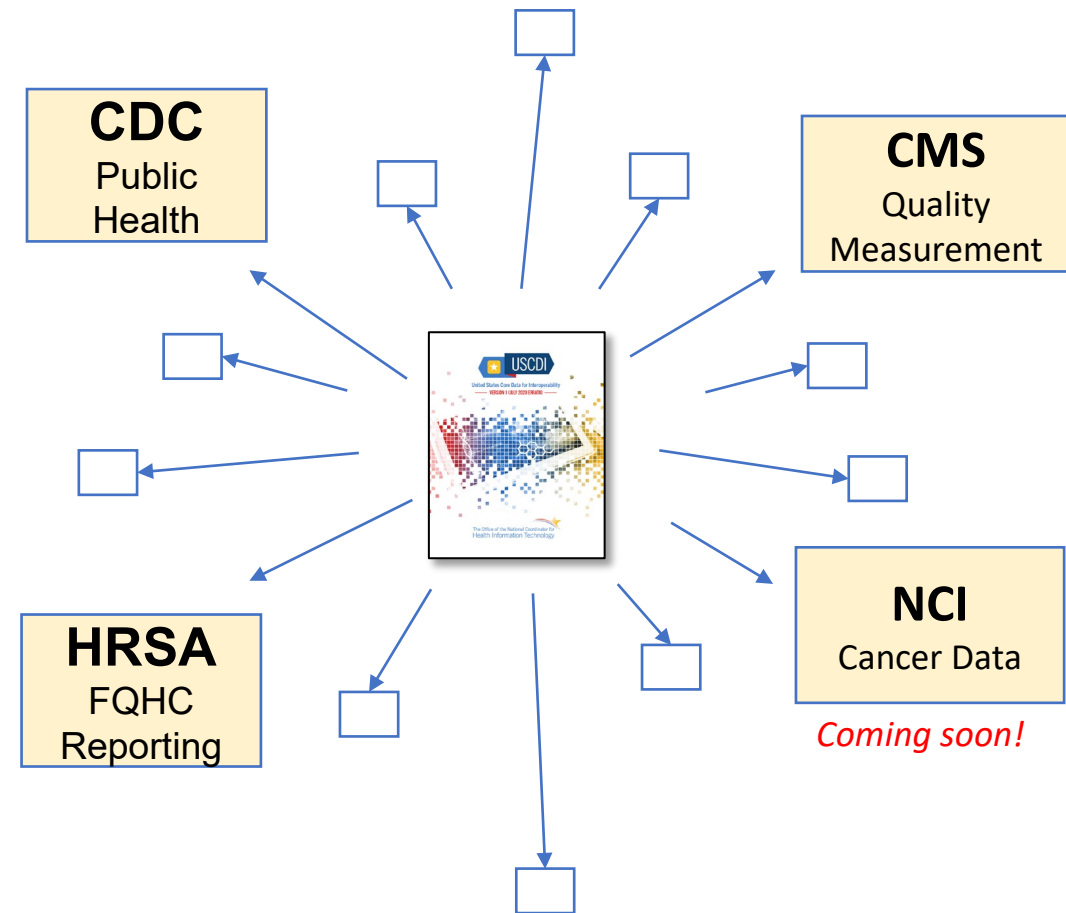 CDC
Public
Health
CMS
Quality
Measurement
USCDI
United States Core Data for Interoperability
VERSION 1 (JULY 2020 ERRATA)
The Office of the National Coordinator for
Health Information Technology
HRSA
FQHC
Reporting
NCI
Cancer Data
Coming soon!